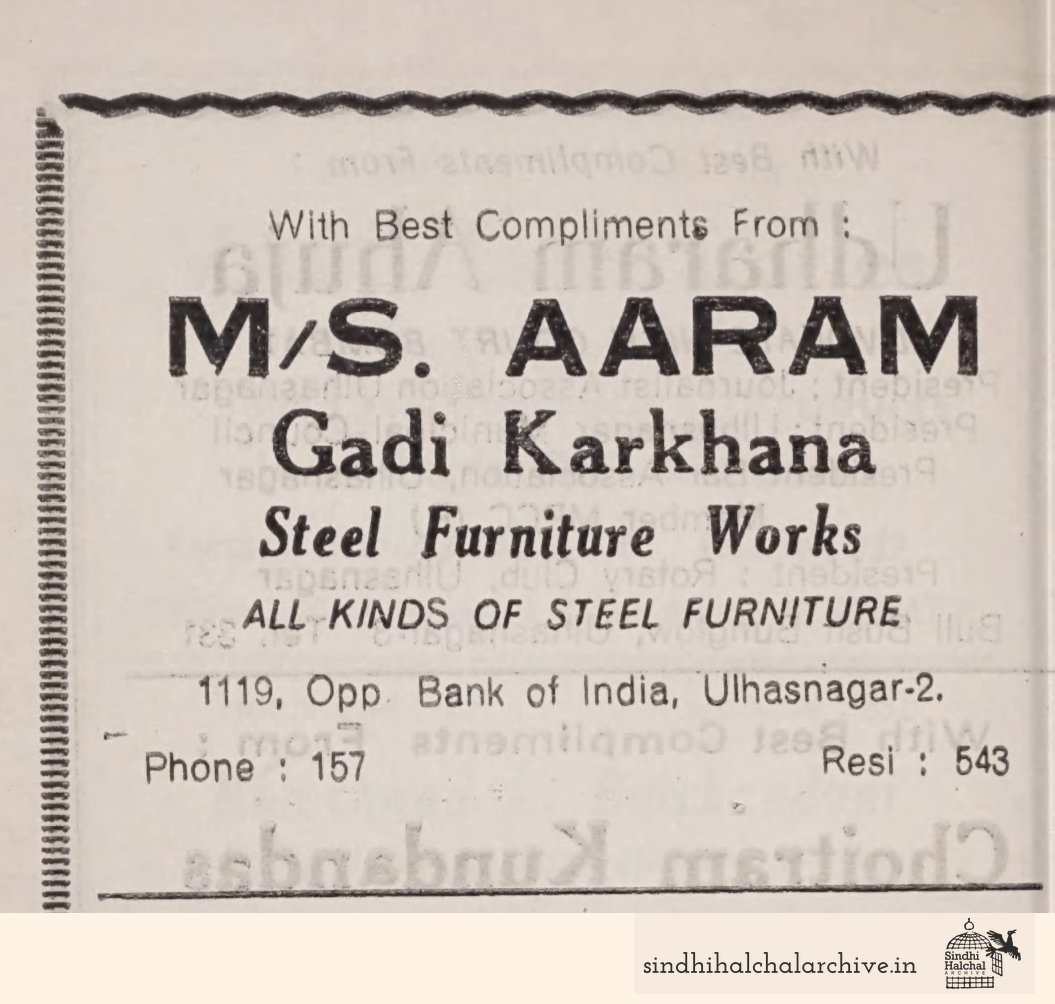 With Best Compliments From :
M/S. AARAM
Gadi Karkhana
Steel Furniture Works
ALL KINDS OF STEEL FURNITURE
1119, Opp. Bank of India, Ulhasnagar-2.
Phone : 157 Resi : 543
sindhihalchalarchive.in
Sindhi
Halchal
ARCHIVE